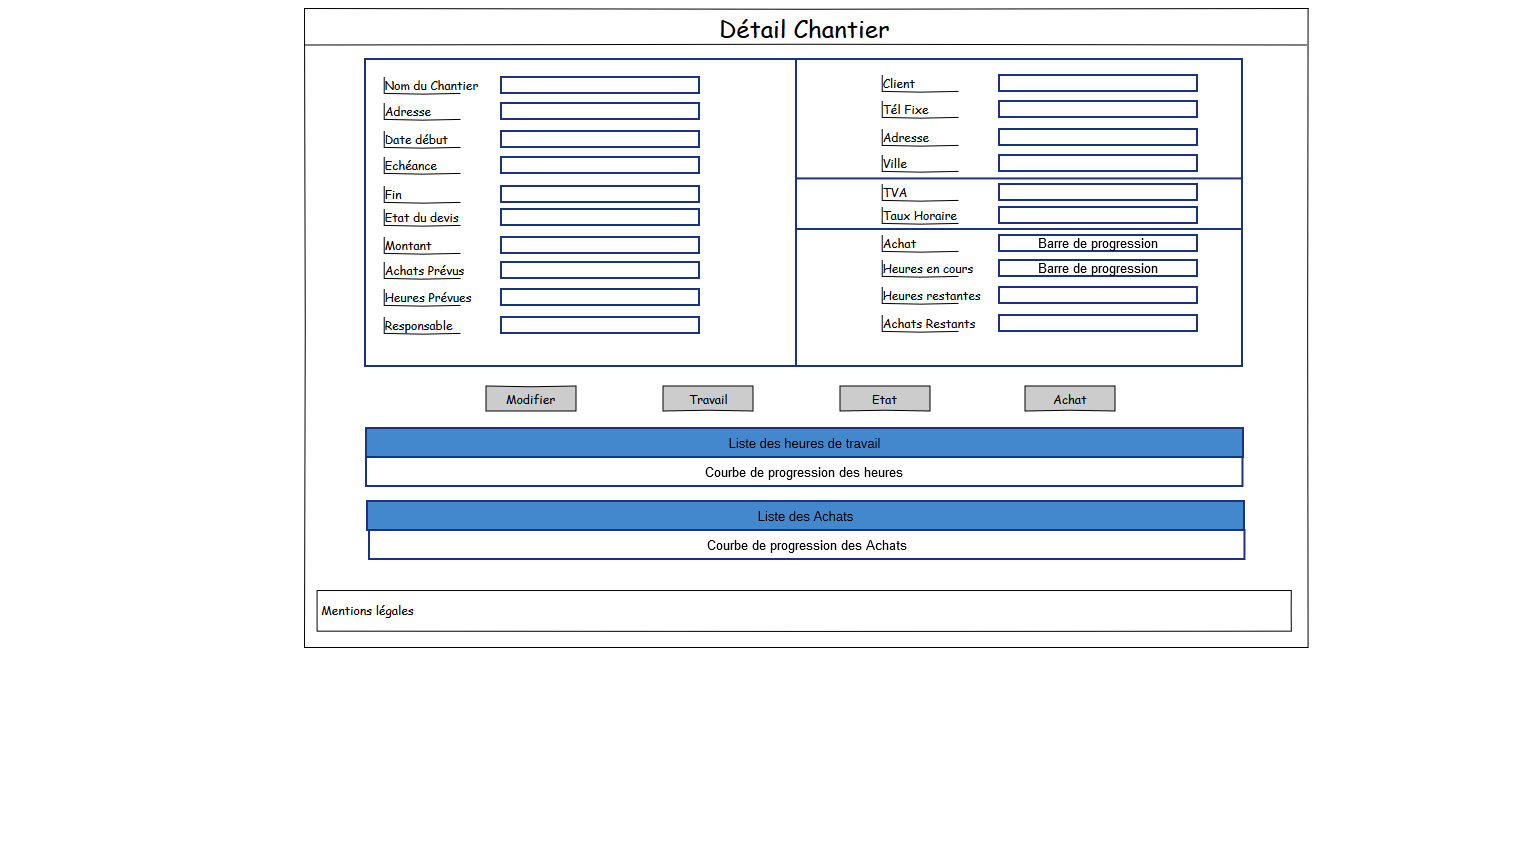 Détail Chantier
Nom du Chantier
Adresse
Date début
Echéance
Fin
Etat du devis
Montant
Achats Prévus
Heures Prévues
Responsable
Client
Tél Fixe
Adresse
Ville
TVA
Taux Horaire
Achat Barre de progression
Heures en cours Barre de progression
Heures restantes
Achats Restants
Modifier Travail Etat Achat
Liste des heures de travail
Courbe de progression des heures
Liste des Achats
Courbe de progression des Achats
Mentions légales